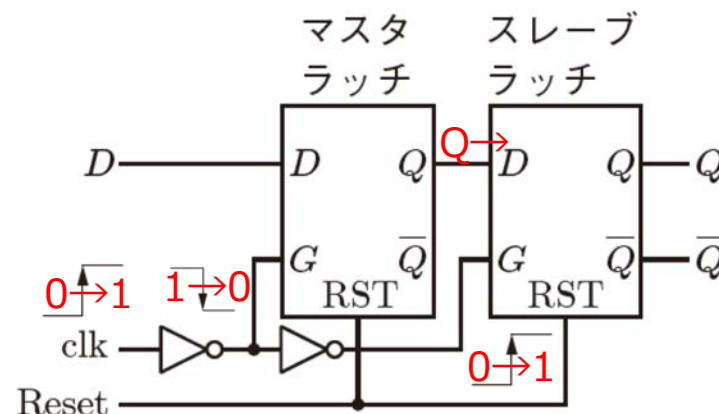 マスタ スレーブ
ラッチ ラッチ
Q→
D D Q D Q Q
G Q̅ G Q̅ Q̅
0→1 1→0
RST RST
clk 0→1
Reset